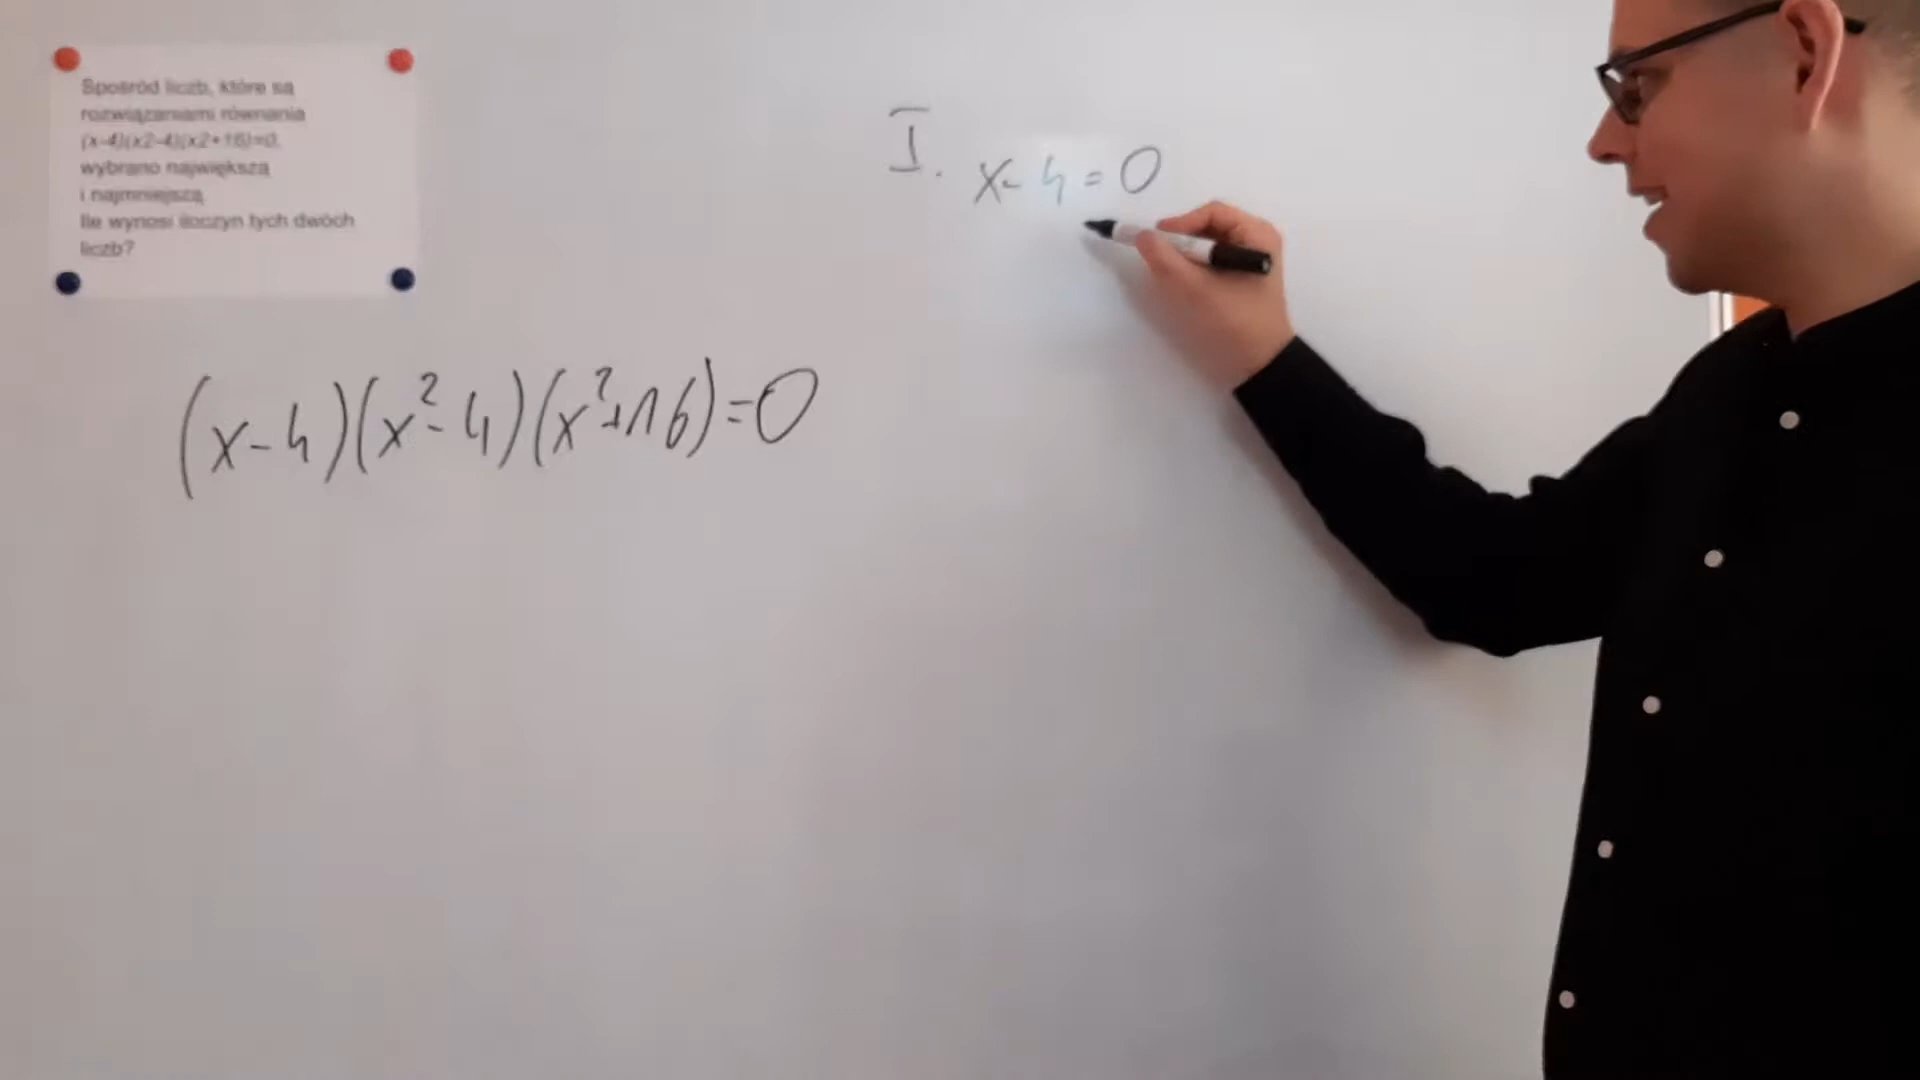 Spośród liczb, które są
rozwiązaniami równania
(x-4)(x2-4)(x2+16)=0,
wybrano największą
i najmniejszą.
Ile wynosi iloczyn tych dwóch
liczb?
I. x-4=0
(x-4)(x²-4)(x²+16)=0